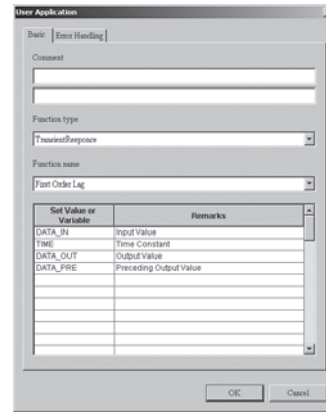 User Application
Basic Error Handling
Comment
Function type
TransientResponce
Function name
First Order Lag
Set Value or Variable Remarks
DATA_IN Input Value
TIME Time Constant
DATA_OUT Output Value
DATA_PRE Preceding Output Value
OK Cancel